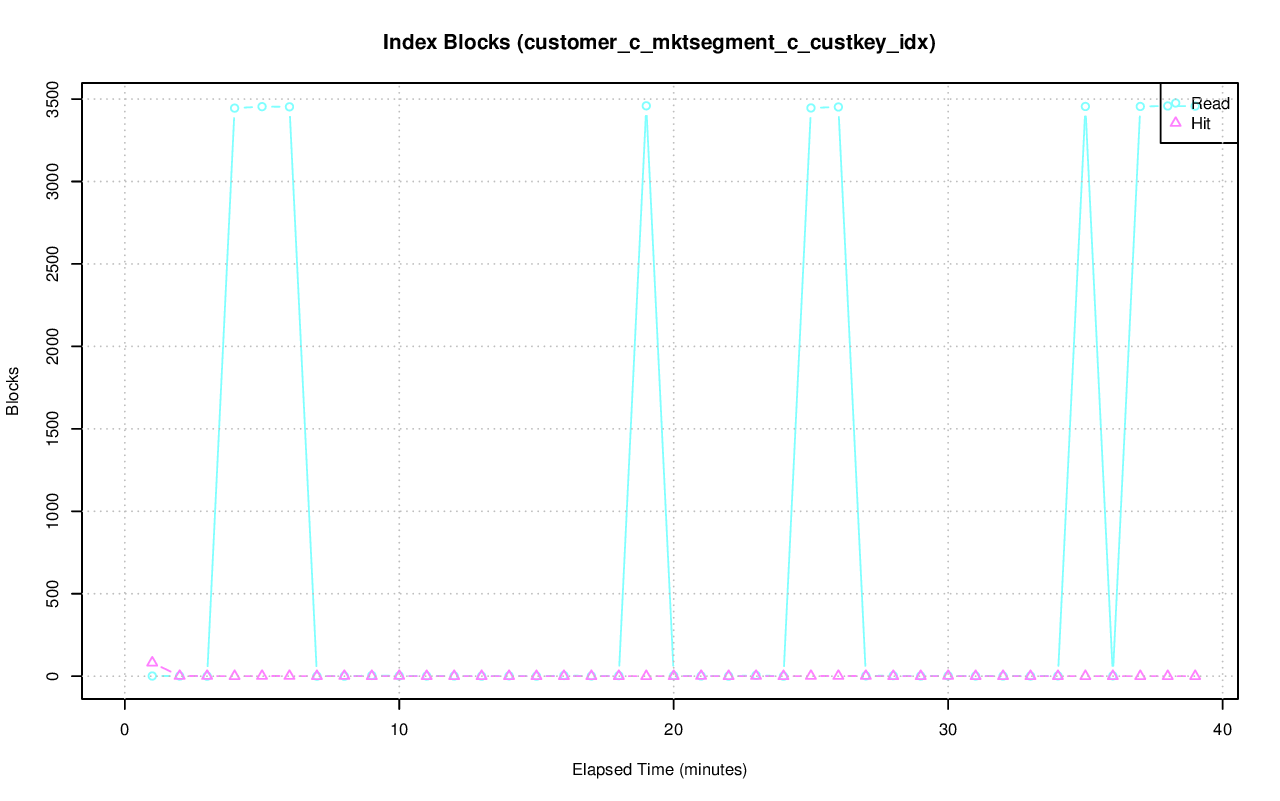 Index Blocks (customer_c_mktsegment_c_custkey_idx)
Read
Hit
3500
3000
2500
2000
1500
1000
500
0
Blocks
0 10 20 30 40
Elapsed Time (minutes)